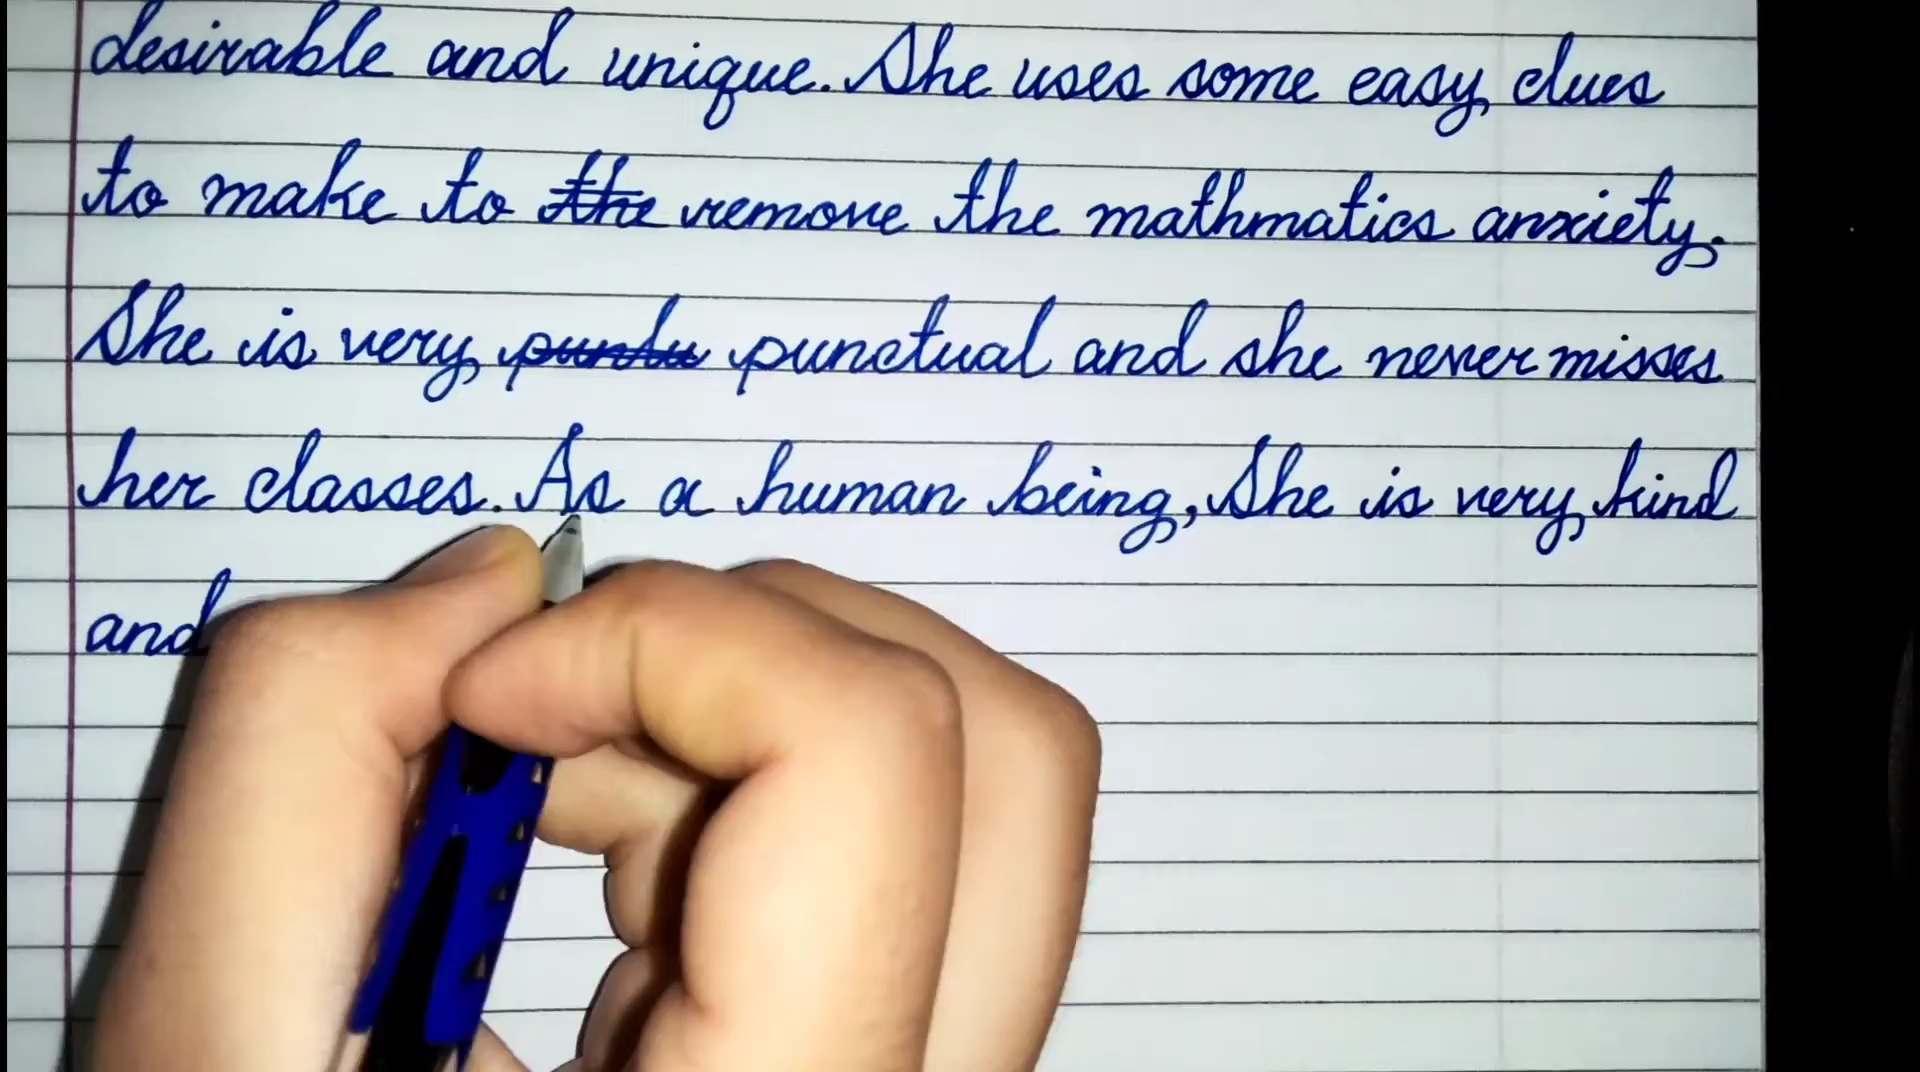 desirable and unique. She uses some easy clues
to make to the remove the mathmatics anxiety.
She is very puntu punctual and she never misses
her classes. As a human being, She is very kind
and